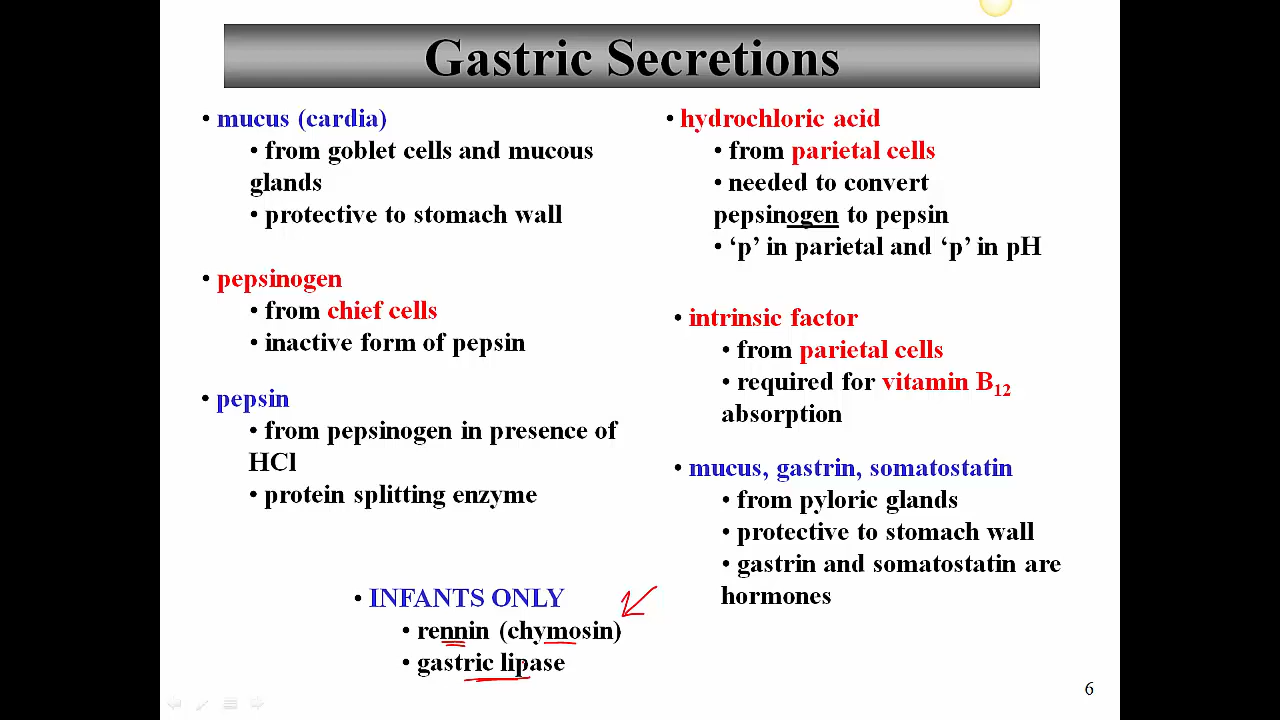 Gastric Secretions
• mucus (cardia)
• from goblet cells and mucous
glands
• protective to stomach wall
• pepsinogen
• from chief cells
• inactive form of pepsin
• pepsin
• from pepsinogen in presence of
HCl
• protein splitting enzyme
• hydrochloric acid
• from parietal cells
• needed to convert
pepsinogen to pepsin
• ‘p’ in parietal and ‘p’ in pH
• intrinsic factor
• from parietal cells
• required for vitamin B₁₂
absorption
• mucus, gastrin, somatostatin
• from pyloric glands
• protective to stomach wall
• gastrin and somatostatin are
hormones
• INFANTS ONLY
• rennin (chymosin)
• gastric lipase
6